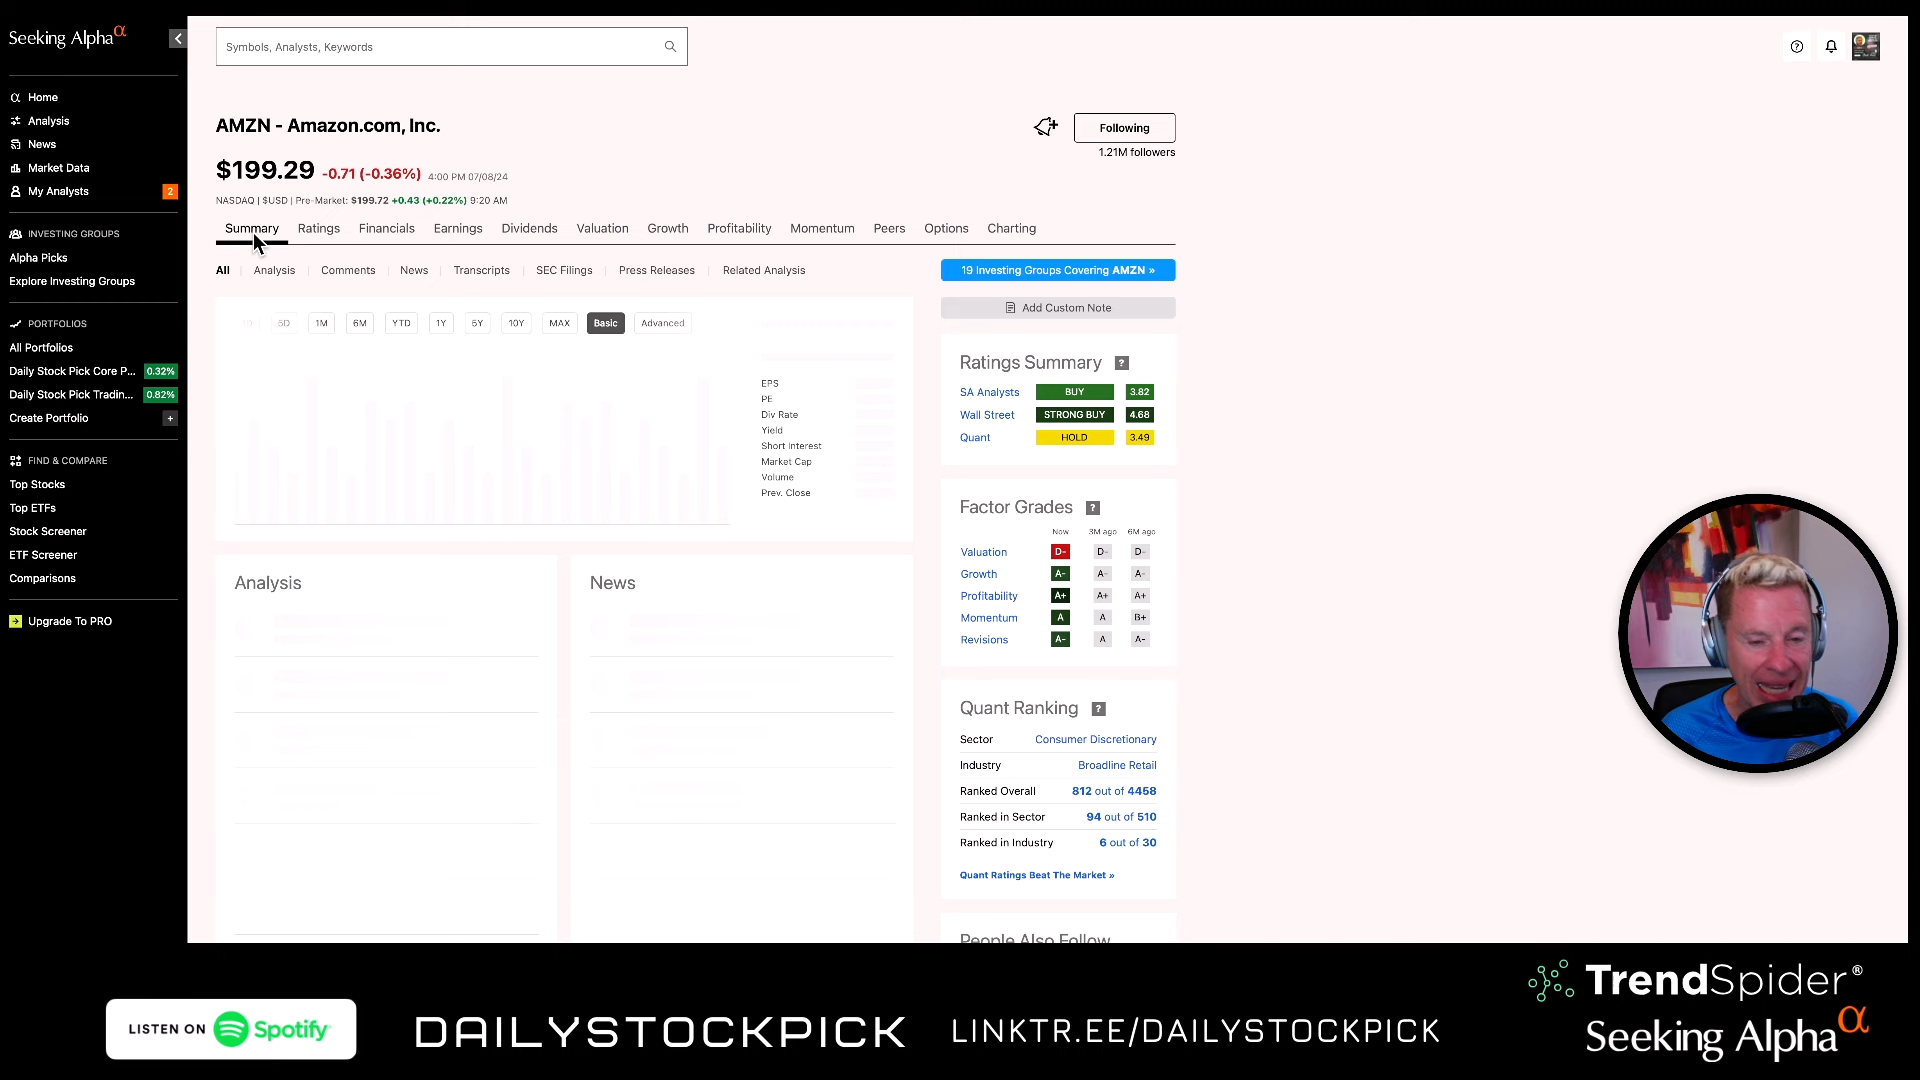 Seeking Alpha α
Symbols, Analysts, Keywords
Home
Analysis
News
Market Data
My Analysts 2
INVESTING GROUPS
Alpha Picks
Explore Investing Groups
PORTFOLIOS
All Portfolios
Daily Stock Pick Core P... 0.32%
Daily Stock Pick Tradin... 0.82%
Create Portfolio +
FIND & COMPARE
Top Stocks
Top ETFs
Stock Screener
ETF Screener
Comparisons
Upgrade To PRO
AMZN - Amazon.com, Inc.
Following
1.21M followers
$199.29 -0.71 (-0.36%) 4:00 PM 07/08/24
NASDAQ | $USD | Pre-Market: $199.72 +0.43 (+0.22%) 9:20 AM
Summary Ratings Financials Earnings Dividends Valuation Growth Profitability Momentum Peers Options Charting
All | Analysis | Comments | News | Transcripts | SEC Filings | Press Releases | Related Analysis
1D 5D 1M 6M YTD 1Y 5Y 10Y MAX Basic Advanced
EPS
PE
Div Rate
Yield
Short Interest
Market Cap
Volume
Prev. Close
Analysis
News
19 Investing Groups Covering AMZN »
Add Custom Note
Ratings Summary ?
SA Analysts BUY 3.82
Wall Street STRONG BUY 4.68
Quant HOLD 3.49
Factor Grades ?
Now 3M ago 6M ago
Valuation D- D- D-
Growth A- A- A-
Profitability A+ A+ A+
Momentum A A B+
Revisions A- A A-
Quant Ranking ?
Sector Consumer Discretionary
Industry Broadline Retail
Ranked Overall 812 out of 4458
Ranked in Sector 94 out of 510
Ranked in Industry 6 out of 30
Quant Ratings Beat The Market »
People Also Follow
LISTEN ON Spotify
DAILYSTOCKPICK
LINKTR.EE/DAILYSTOCKPICK
TrendSpider®
Seeking Alpha α